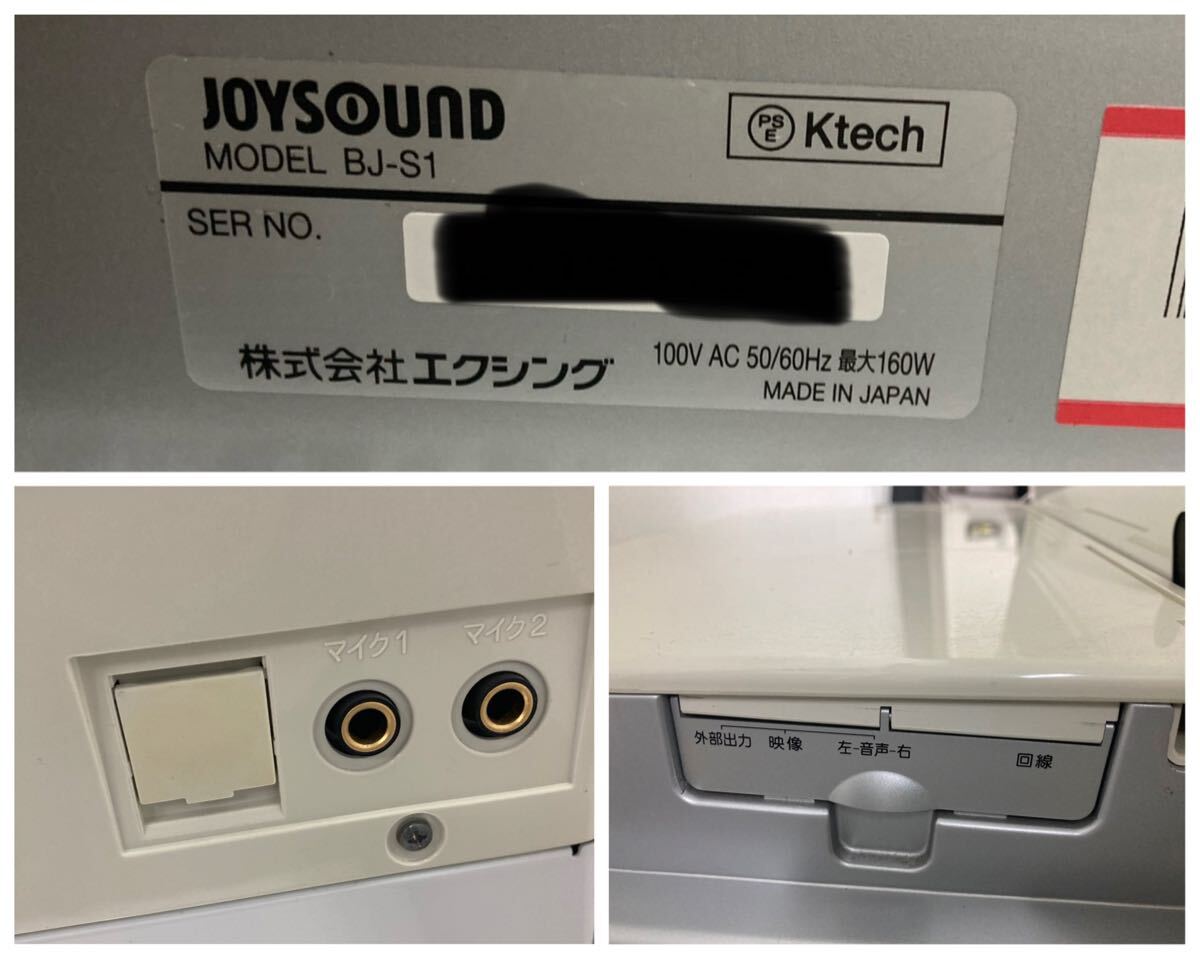 JOYSOUND
MODEL BJ-S1
PS E Ktech
SER NO.
株式会社エクシング
100V AC 50/60Hz 最大160W
MADE IN JAPAN
マイク1
マイク2
外部出力 映像 左-音声-右
回線